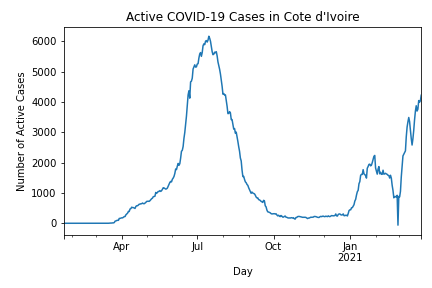 Active COVID-19 Cases in Cote d'Ivoire
Number of Active Cases
6000
5000
4000
3000
2000
1000
0
Apr
Jul
Oct
Jan
2021
Day